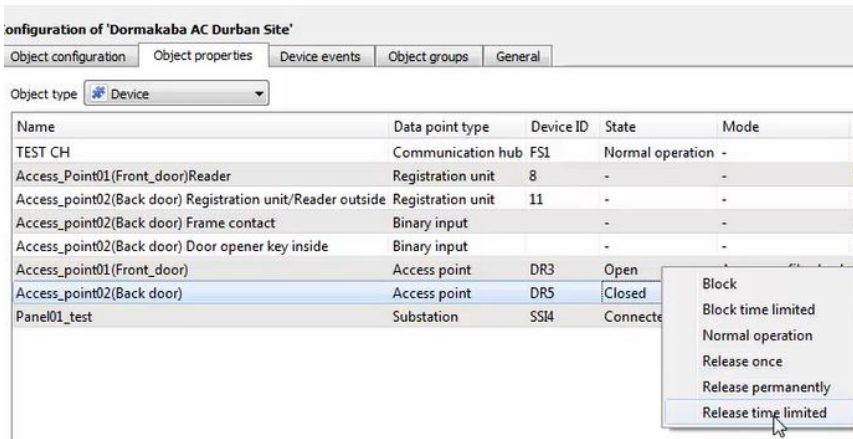 onfiguration of 'Dormakaba AC Durban Site'
Object configuration Object properties Device events Object groups General
Object type Device
Name Data point type Device ID State Mode
TEST CH Communication hub FS1 Normal operation -
Access_Point01(Front_door)Reader Registration unit 8 - -
Access_point02(Back door) Registration unit/Reader outside Registration unit 11 - -
Access_point02(Back door) Frame contact Binary input - -
Access_point02(Back door) Door opener key inside Binary input - -
Access_point01(Front_door) Access point DR3 Open
Access_point02(Back door) Access point DR5 Closed
Panel01_test Substation SSI4 Connecte
Block
Block time limited
Normal operation
Release once
Release permanently
Release time limited